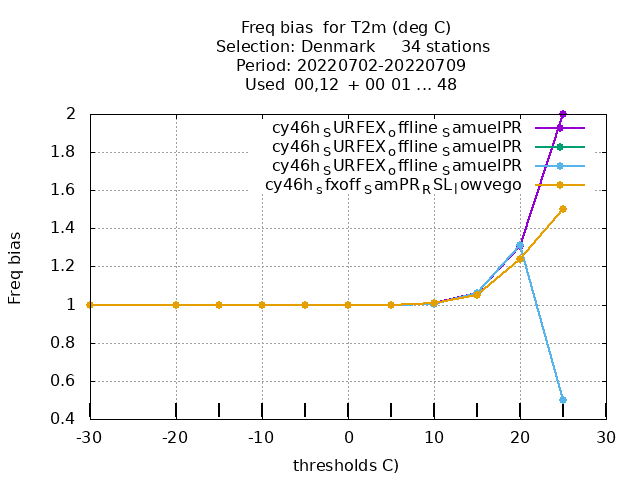 Freq bias for T2m (deg C)
Selection: Denmark 34 stations
Period: 20220702-20220709
Used 00,12 + 00 01 ... 48
cy46h_SURFEX_offline_SamuelPR
cy46h_SURFEX_offline_SamuelPR
cy46h_SURFEX_offline_SamuelPR
cy46h_sfxoff_SamPR_RSL_lowvego
2
1.8
1.6
1.4
1.2
1
0.8
0.6
0.4
Freq bias
-30 -20 -10 0 10 20 30
thresholds C)